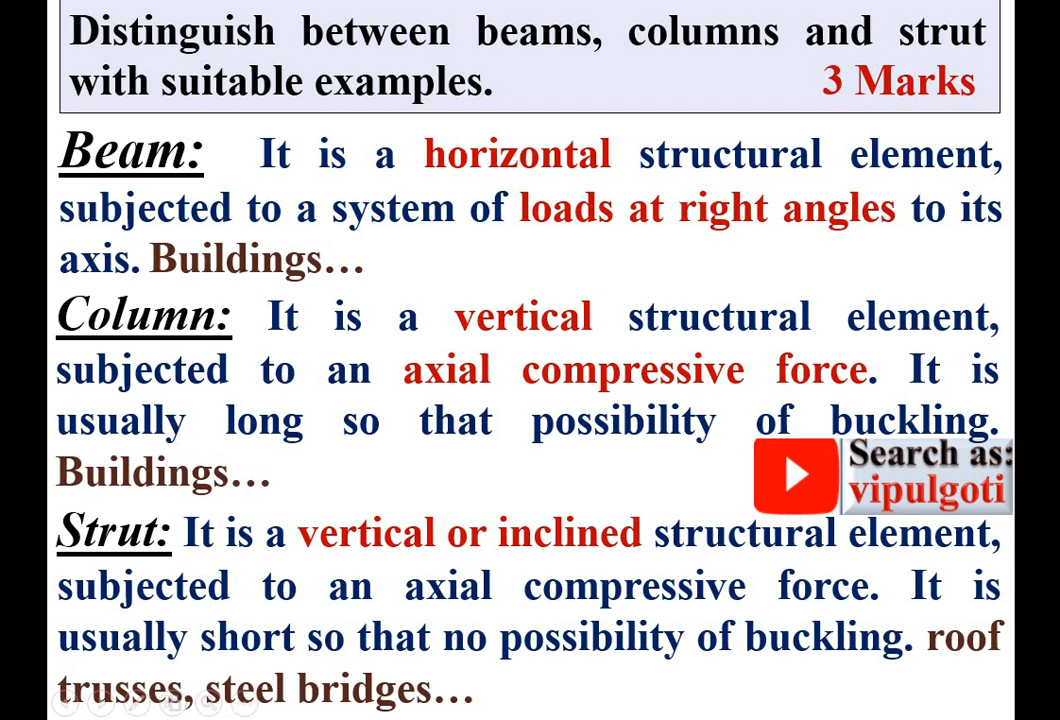 Distinguish between beams, columns and strut
with suitable examples. 3 Marks
Beam: It is a horizontal structural element,
subjected to a system of loads at right angles to its
axis. Buildings…
Column: It is a vertical structural element,
subjected to an axial compressive force. It is
usually long so that possibility of buckling.
Buildings…
Search as:
vipulgoti
Strut: It is a vertical or inclined structural element,
subjected to an axial compressive force. It is
usually short so that no possibility of buckling. roof
trusses, steel bridges…